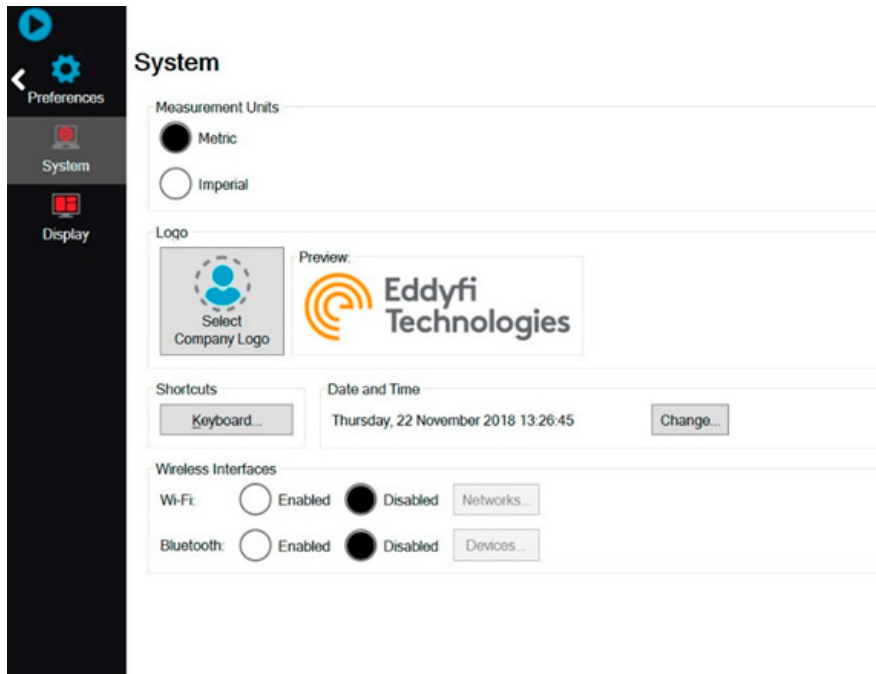 System
Preferences
System
Display
Measurement Units
Metric
Imperial
Logo
Select
Company Logo
Preview:
Eddyfi
Technologies
Shortcuts
Keyboard...
Date and Time
Thursday, 22 November 2018 13:26:45
Change...
Wireless Interfaces
Wi-Fi: Enabled Disabled Networks...
Bluetooth: Enabled Disabled Devices...